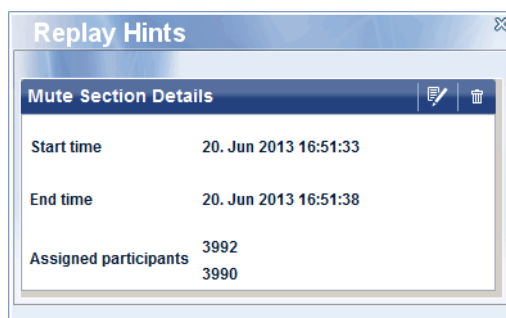 Replay Hints
Mute Section Details
Start time 20. Jun 2013 16:51:33
End time 20. Jun 2013 16:51:38
Assigned participants 3992
3990